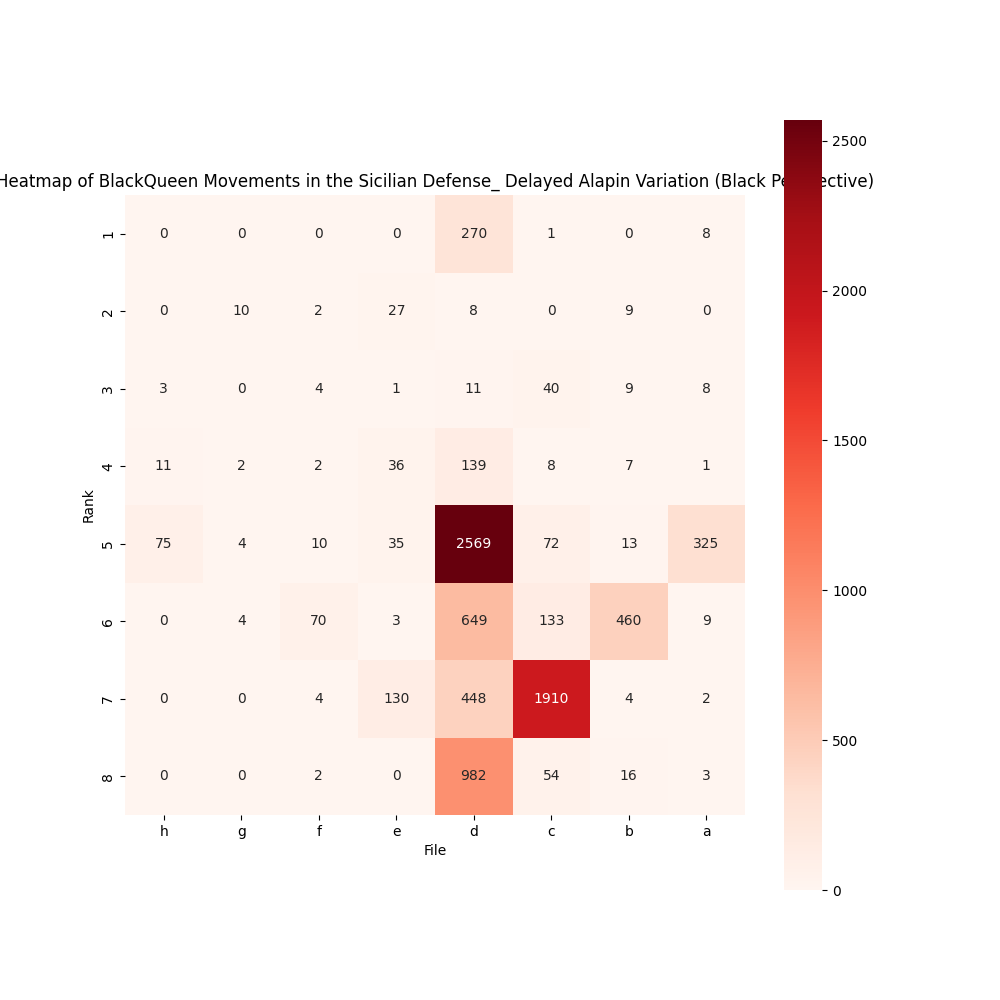 Heatmap of BlackQueen Movements in the Sicilian Defense_ Delayed Alapin Variation (Black Pe ective)
2500
2000
1500
1000
500
0
Rank
1 0 0 0 0 270 1 0 8
2 0 10 2 27 8 0 9 0
3 3 0 4 1 11 40 9 8
4 11 2 2 36 139 8 7 1
5 75 4 10 35 2569 72 13 325
6 0 4 70 3 649 133 460 9
7 0 0 4 130 448 1910 4 2
8 0 0 2 0 982 54 16 3
h g f e d c b a
File